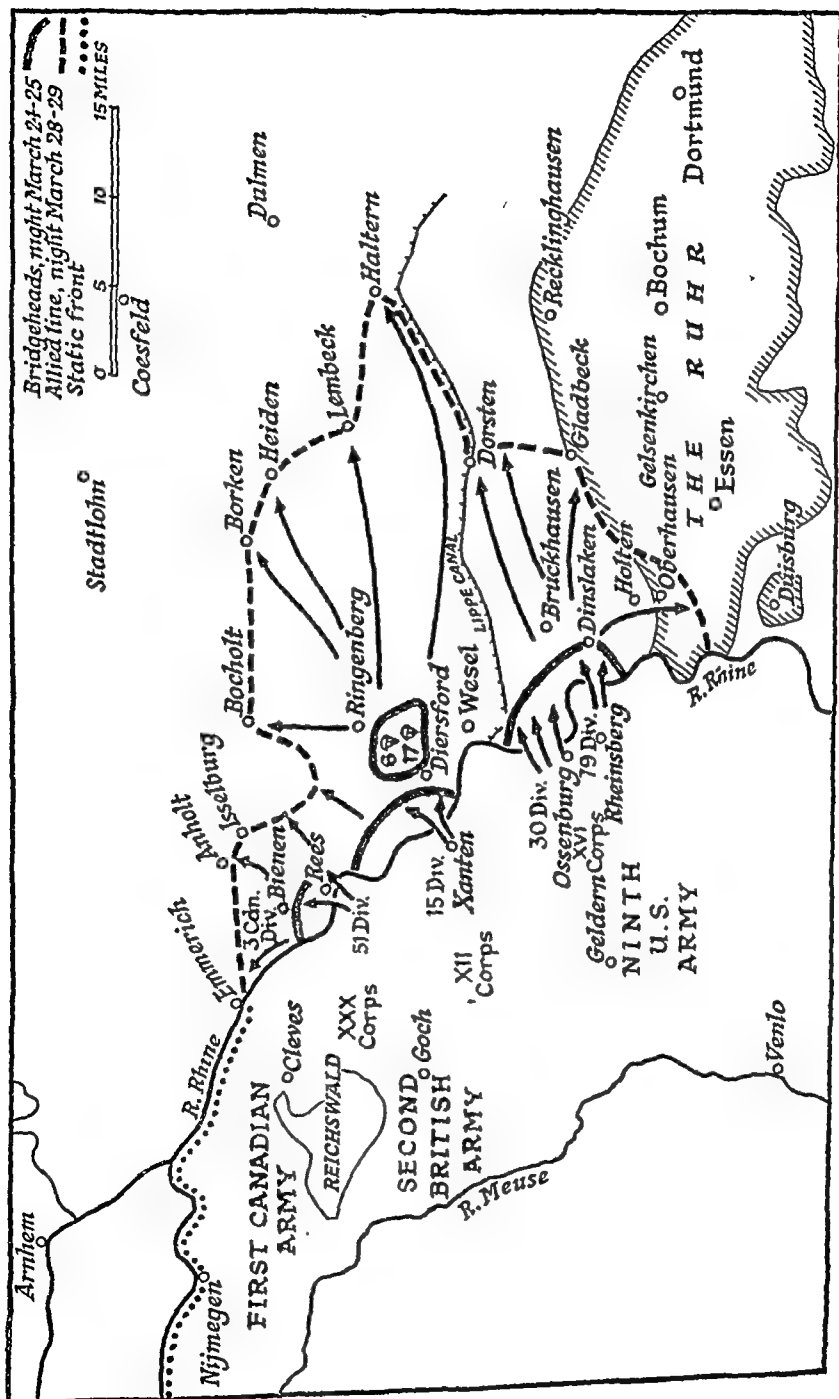 Bridgeheads, night March 24-25
Allied line, night March 28-29
Static front
0 5 10 15 MILES
Arnhem
Nijmegen
R. Rhine
Emmerich
Anholt
Isselburg
3 Cdn.
Div.
Bienen
Rees
51 Div.
Bocholt
Borken
Heiden
Stadtlohn
Coesfeld
Dulmen
Lembeck
Haltern
Ringenberg
6
17
Diersford
Wesel
LIPPE CANAL
Dorsten
FIRST CANADIAN
ARMY
REICHSWALD
Cleves
XXX
Corps
Goch
SECOND
BRITISH
ARMY
R. Meuse
XII
Corps
15 Div.
Xanten
30 Div.
Ossenburg
XVI
Corps
79 Div.
Rheinsberg
Geldern
NINTH
U.S.
ARMY
Venlo
Bruckhausen
Dinslaken
Holten
Oberhausen
Gladbeck
Recklinghausen
Gelsenkirchen
Bochum
Essen
THE RUHR
Dortmund
Duisburg
R. Rhine